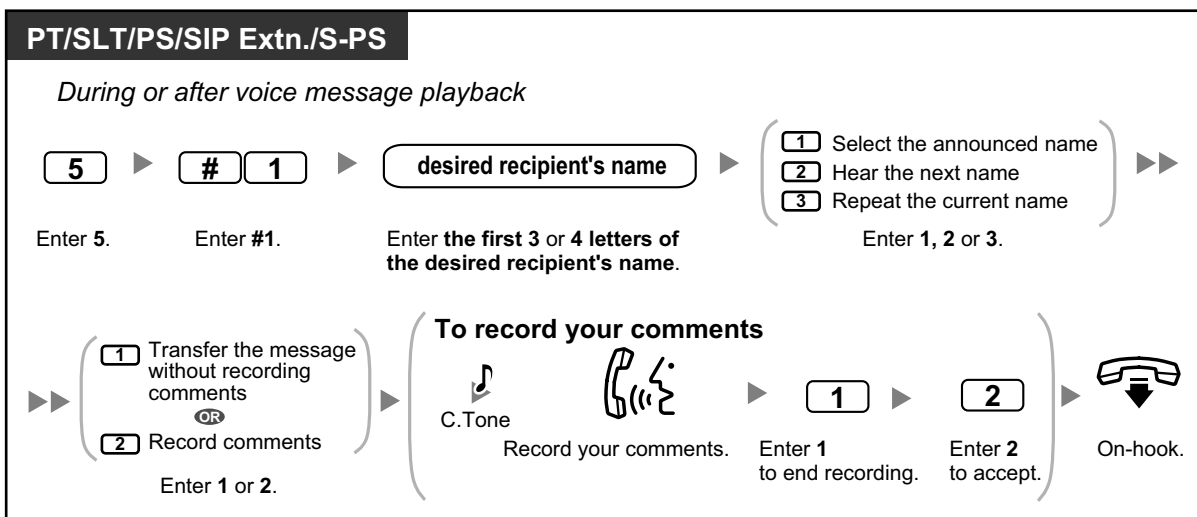 PT/SLT/PS/SIP Extn./S-PS
During or after voice message playback
5
# 1
desired recipient's name
1 Select the announced name
2 Hear the next name
3 Repeat the current name
Enter 5.
Enter #1.
Enter the first 3 or 4 letters of
the desired recipient's name.
Enter 1, 2 or 3.
1 Transfer the message
without recording
comments
OR
2 Record comments
Enter 1 or 2.
To record your comments
C.Tone
Record your comments.
1
Enter 1
to end recording.
2
Enter 2
to accept.
On-hook.